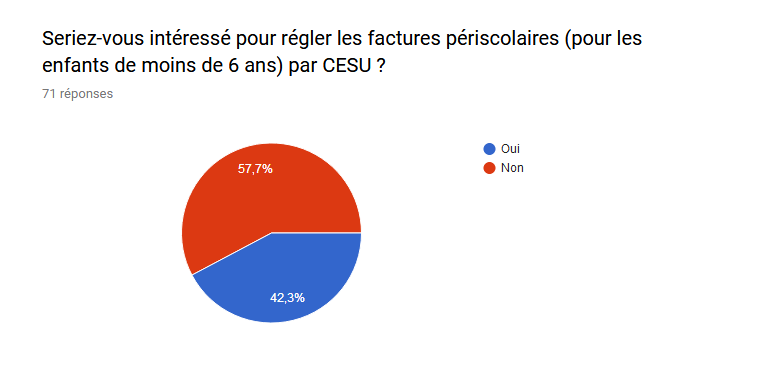 Seriez-vous intéressé pour régler les factures périscolaires (pour les
enfants de moins de 6 ans) par CESU ?
71 réponses
Oui
Non
57,7%
42,3%